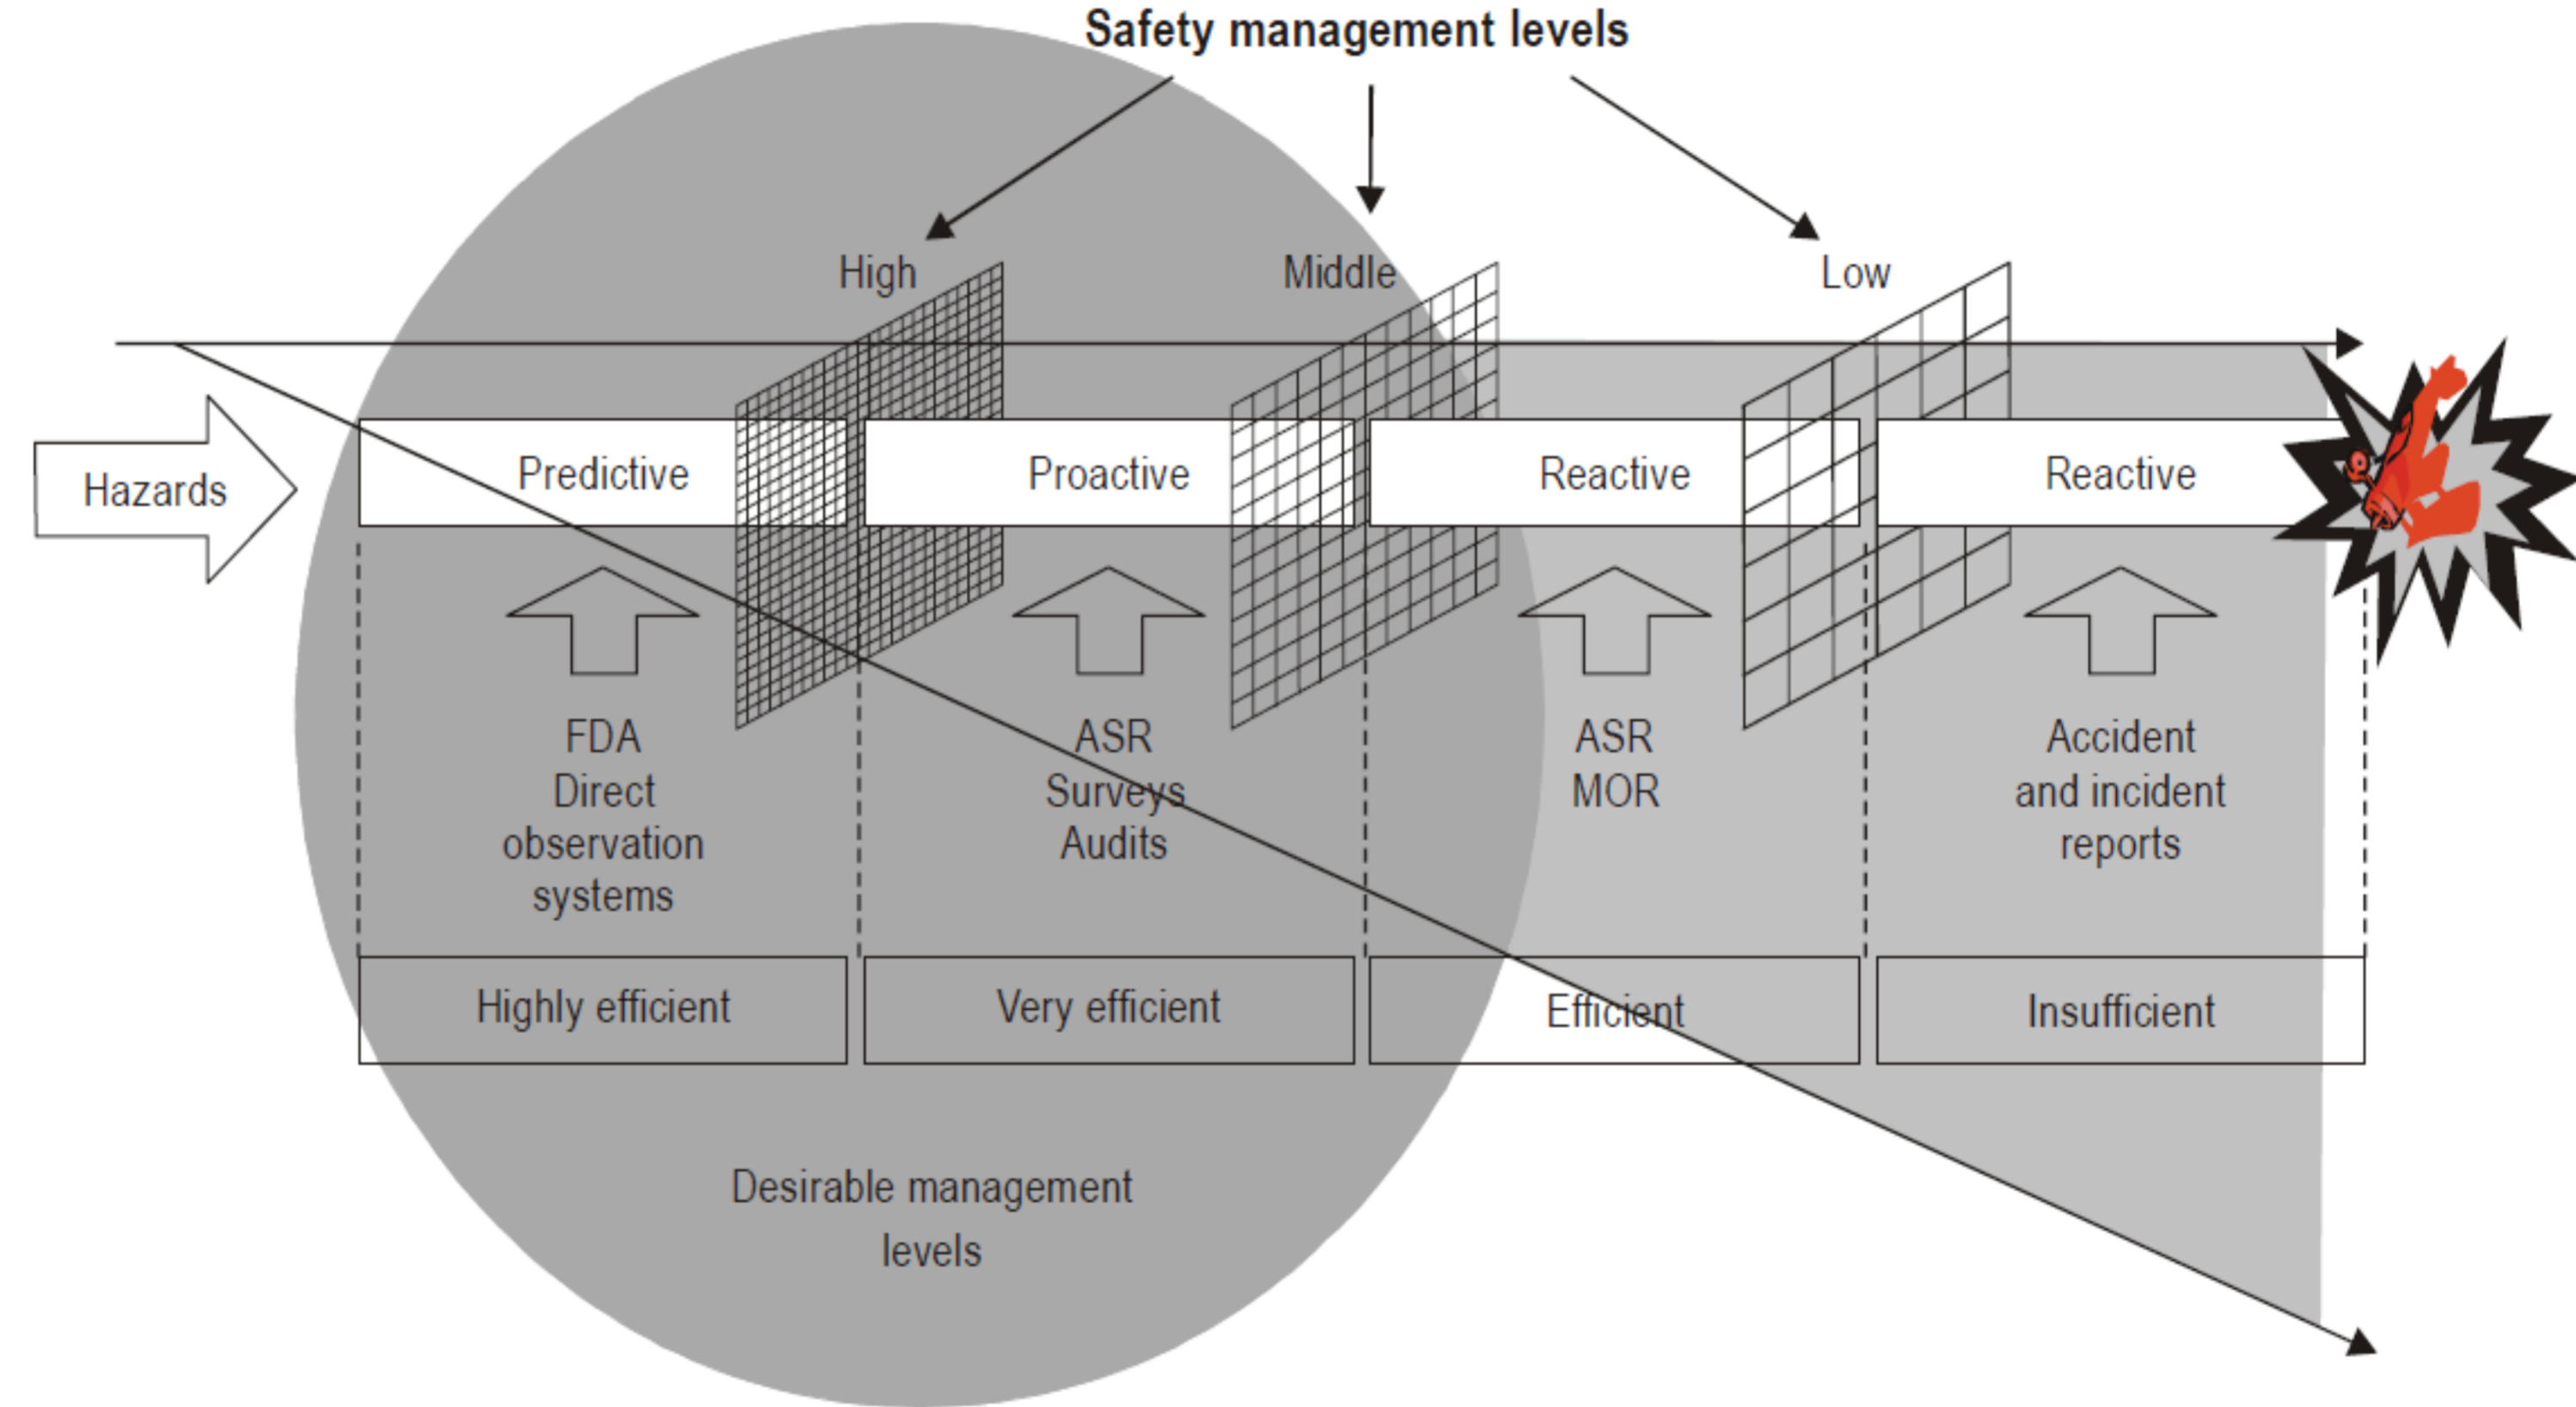 Safety management levels
High
Middle
Low
Hazards
Predictive
Proactive
Reactive
Reactive
FDA
Direct
observation
systems
ASR
Surveys
Audits
ASR
MOR
Accident
and incident
reports
Highly efficient
Very efficient
Efficient
Insufficient
Desirable management
levels